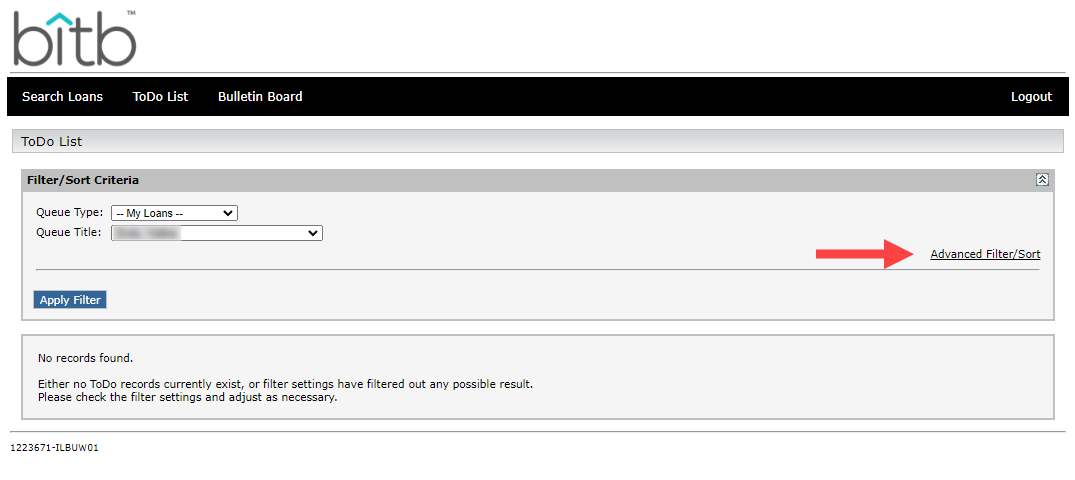 bitb™
Search Loans ToDo List Bulletin Board Logout
ToDo List
Filter/Sort Criteria
Queue Type: -- My Loans --
Queue Title:
Advanced Filter/Sort
Apply Filter
No records found.
Either no ToDo records currently exist, or filter settings have filtered out any possible result.
Please check the filter settings and adjust as necessary.
1223671-ILBUW01